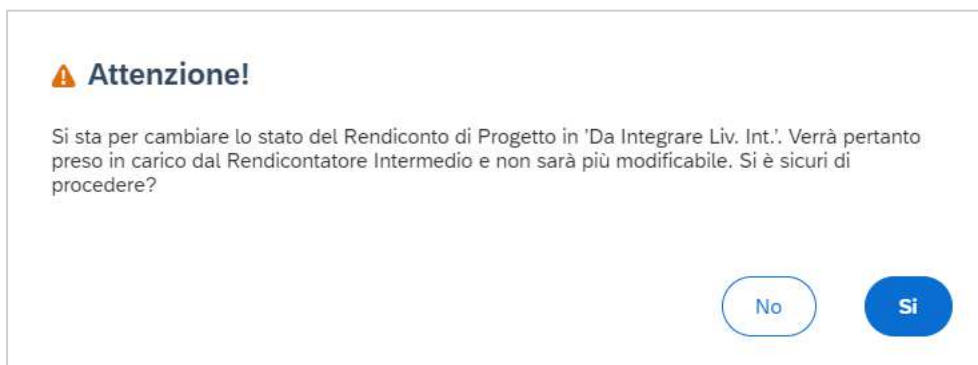 Attenzione!
Si sta per cambiare lo stato del Rendiconto di Progetto in 'Da Integrare Liv. Int.'. Verrà pertanto
preso in carico dal Rendicontatore Intermedio e non sarà più modificabile. Si è sicuri di
procedere?
No
Si